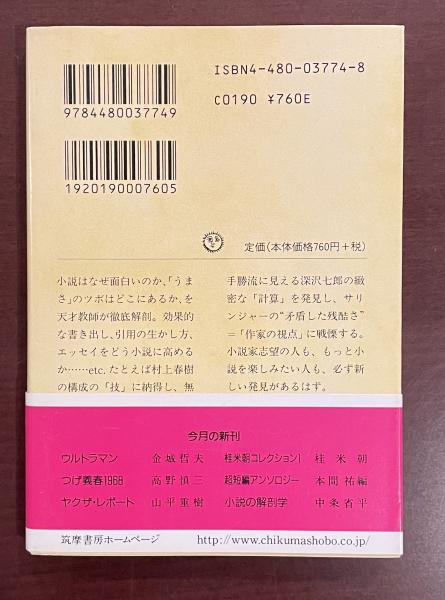 ISBN4-480-03774-8
9784480037749
C0190 ¥760E
1920190007605
定価(本体価格760円+税)
小説はなぜ面白いのか、「うま
さ」のツボはどこにあるか、を
天才教師が徹底解剖。効果的
な書き出し、引用の生かし方、
エッセイをどう小説に高める
か……etc. たとえば村上春樹
の構成の「技」に納得し、無
手勝流に見える深沢七郎の緻
密な「計算」を発見し、サリ
ンジャーの“矛盾した残酷さ”
=「作家の視点」に戦慄する。
小説家志望の人も、もっと小
説を楽しみたい人も、必ず新
しい発見があるはず。
今月の新刊
ウルトラマン 金城哲夫
つげ義春1968 高野慎三
ヤクザ・レポート 山平重樹
桂米朝コレクション1 桂米朝
超短編アンソロジー 本間祐編
小説の解剖学 中条省平
筑摩書房ホームページ http://www.chikumashobo.co.jp/